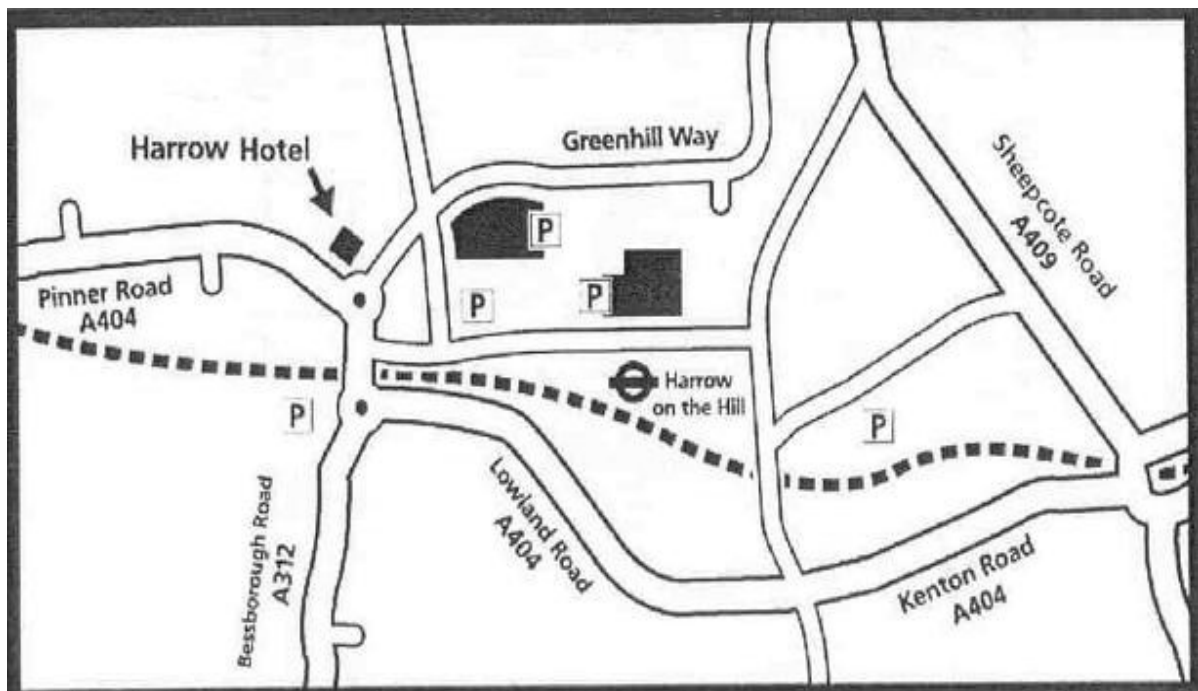 Harrow Hotel
Greenhill Way
Sheepcote Road
A409
Pinner Road
A404
P
P
P
P
P
Harrow
on the Hill
Lowland Road
A404
Bessborough Road
A312
Kenton Road
A404